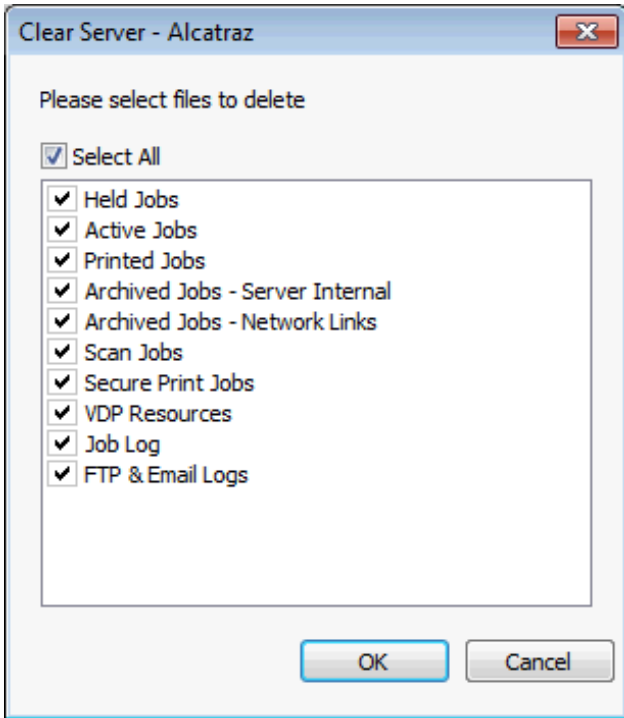 Clear Server - Alcatraz
Please select files to delete
Select All
Held Jobs
Active Jobs
Printed Jobs
Archived Jobs - Server Internal
Archived Jobs - Network Links
Scan Jobs
Secure Print Jobs
VDP Resources
Job Log
FTP & Email Logs
OK Cancel